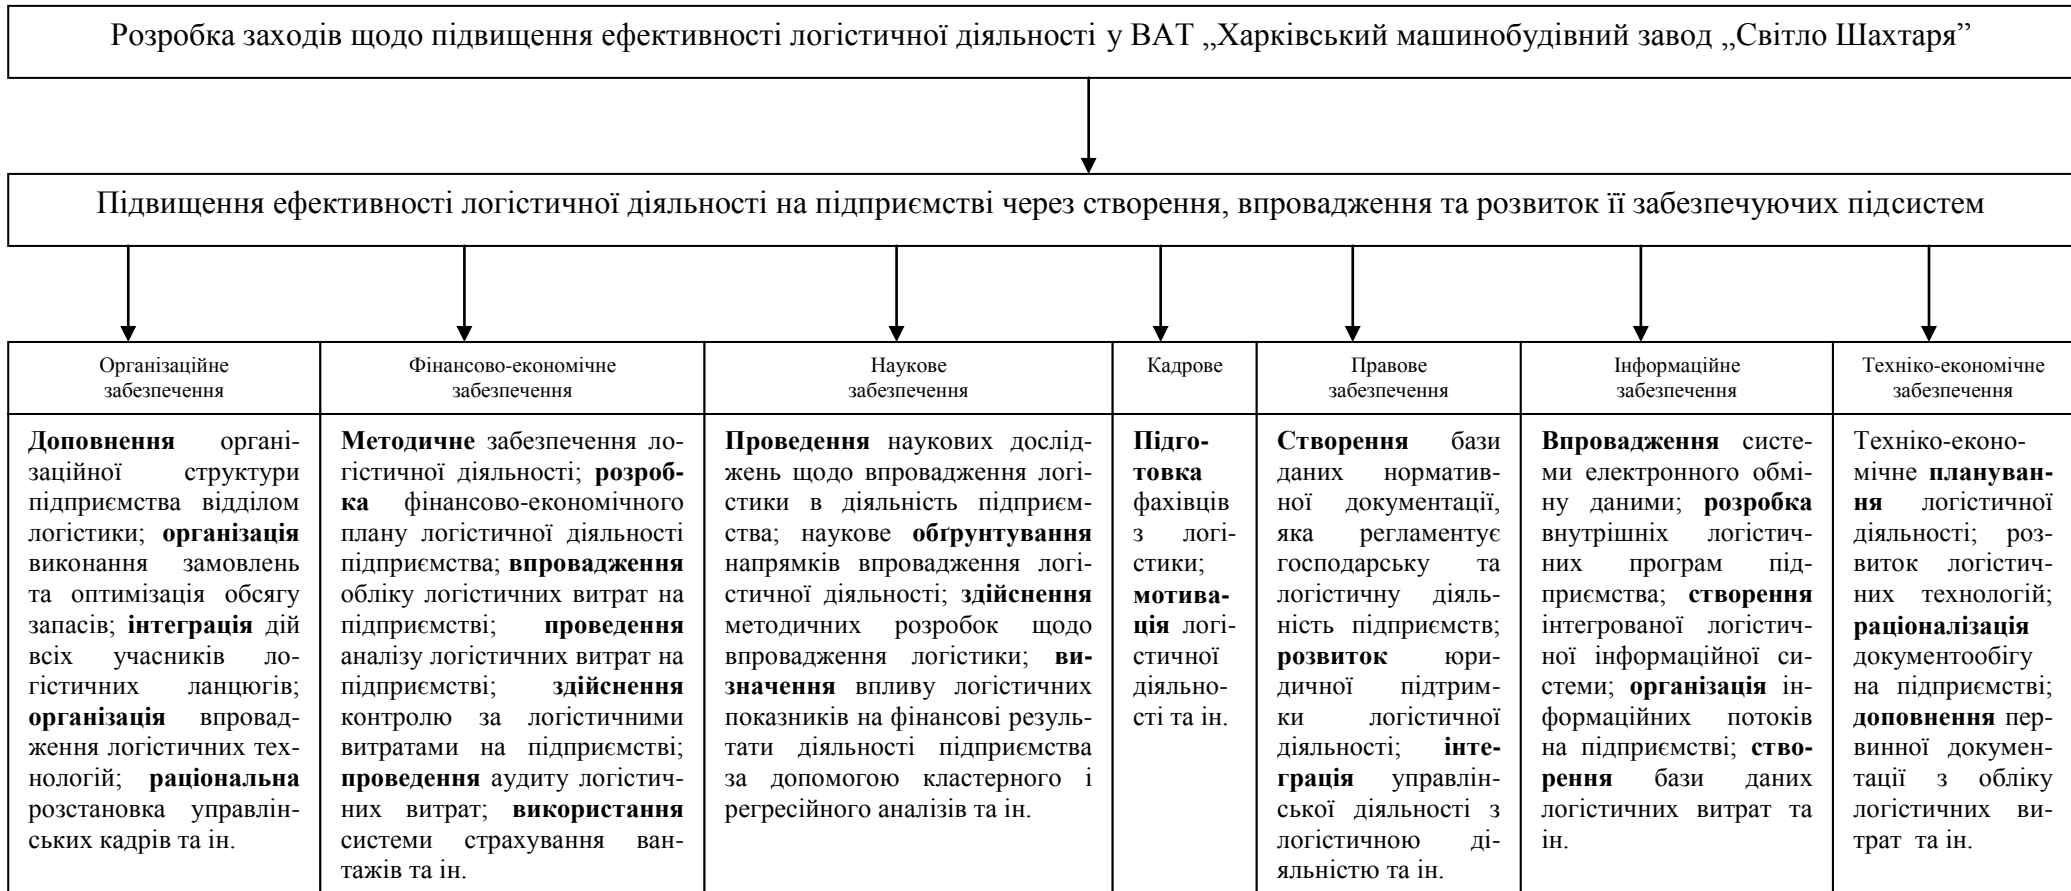 Розробка заходів щодо підвищення ефективності логістичної діяльності у ВАТ „Харківський машинобудівний завод „Світло Шахтаря”
Підвищення ефективності логістичної діяльності на підприємстві через створення, впровадження та розвиток її забезпечуючих підсистем
Організаційне
забезпечення
Доповнення органі-
заційної структури
підприємства відділом
логістики; організація
виконання замовлень
та оптимізація обсягу
запасів; інтеграція дій
всіх учасників ло-
гістичних ланцюгів;
організація впровад-
ження логістичних тех-
нологій; раціональна
розстановка управлін-
ських кадрів та ін.
Фінансово-економічне
забезпечення
Методичне забезпечення ло-
гістичної діяльності; розроб-
ка фінансово-економічного
плану логістичної діяльності
підприємства; впровадження
обліку логістичних витрат на
підприємстві; проведення
аналізу логістичних витрат на
підприємстві; здійснення
контролю за логістичними
витратами на підприємстві;
проведення аудиту логістич-
них витрат; використання
системи страхування ван-
тажів та ін.
Наукове
забезпечення
Проведення наукових дослід-
жень щодо впровадження логі-
стики в діяльність підприєм-
ства; наукове обґрунтування
напрямків впровадження логі-
стичної діяльності; здійснення
методичних розробок щодо
впровадження логістики; ви-
значення впливу логістичних
показників на фінансові резуль-
тати діяльності підприємства
за допомогою кластерного і
регресійного аналізів та ін.
Кадрове
Підго-
товка
фахівців
з логі-
стики;
мотива-
ція логі-
стичної
діяльно-
сті та ін.
Правове
забезпечення
Створення бази
даних норматив-
ної документації,
яка регламентує
господарську та
логістичну діяль-
ність підприємств;
розвиток юри-
дичної підтрим-
ки логістичної
діяльності; інте-
грація управлін-
ської діяльності з
логістичною ді-
яльністю та ін.
Інформаційне
забезпечення
Впровадження систе-
ми електронного обмі-
ну даними; розробка
внутрішніх логістич-
них програм під-
приємства; створення
інтегрованої логістич-
ної інформаційної си-
стеми; організація ін-
формаційних потоків
на підприємстві; ство-
рення бази даних
логістичних витрат та
ін.
Техніко-економічне
забезпечення
Техніко-еконо-
мічне плануван-
ня логістичної
діяльності; роз-
виток логістич-
них технологій;
раціоналізація
документообігу
на підприємстві;
доповнення пер-
винної докумен-
тації з обліку
логістичних ви-
трат та ін.